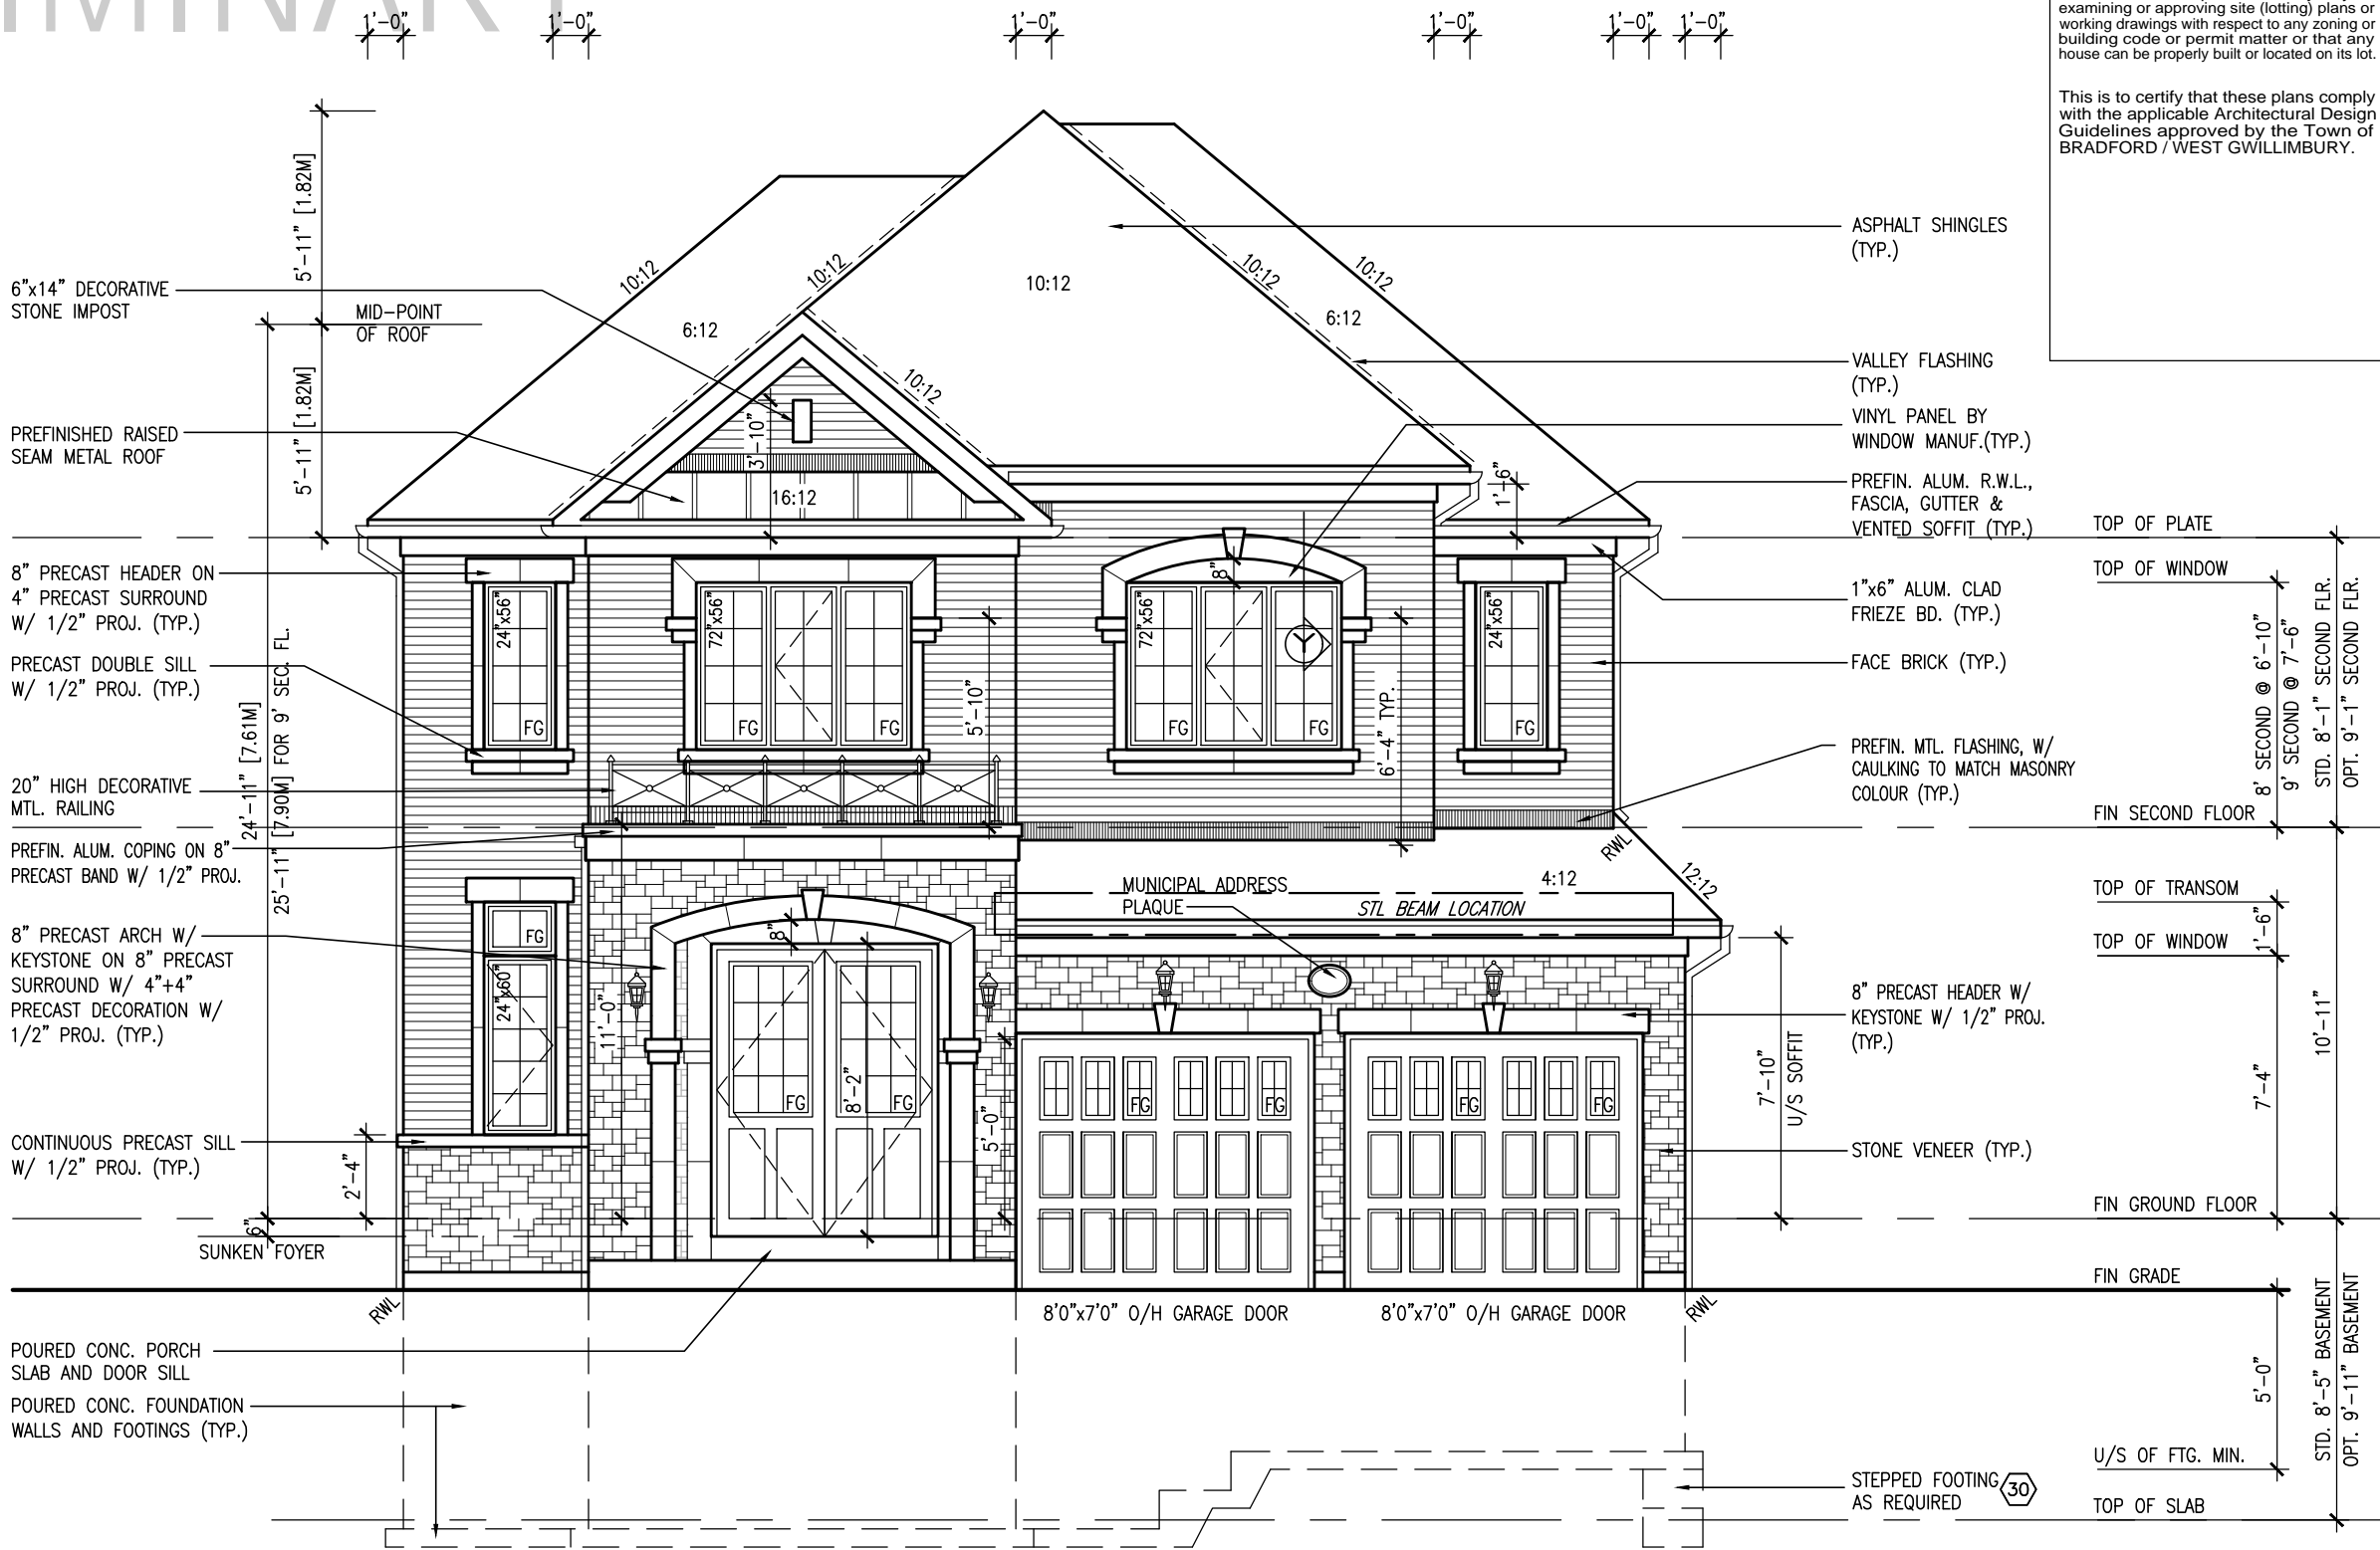 1'-0" 1'-0" 1'-0" 1'-0" 1'-0" 1'-0"
examining or approving site (lotting) plans or
working drawings with respect to any zoning or
building code or permit matter or that any
house can be properly built or located on its lot.
This is to certify that these plans comply
with the applicable Architectural Design
Guidelines approved by the Town of
BRADFORD / WEST GWILLIMBURY.
6"x14" DECORATIVE
STONE IMPOST
PREFINISHED RAISED
SEAM METAL ROOF
8" PRECAST HEADER ON
4" PRECAST SURROUND
W/ 1/2" PROJ. (TYP.)
PRECAST DOUBLE SILL
W/ 1/2" PROJ. (TYP.)
20" HIGH DECORATIVE
MTL. RAILING
PREFIN. ALUM. COPING ON 8"
PRECAST BAND W/ 1/2" PROJ.
8" PRECAST ARCH W/
KEYSTONE ON 8" PRECAST
SURROUND W/ 4"+4"
PRECAST DECORATION W/
1/2" PROJ. (TYP.)
CONTINUOUS PRECAST SILL
W/ 1/2" PROJ. (TYP.)
SUNKEN FOYER
POURED CONC. PORCH
SLAB AND DOOR SILL
POURED CONC. FOUNDATION
WALLS AND FOOTINGS (TYP.)
5'-11" [1.82M]
MID-POINT
OF ROOF
5'-11" [1.82M]
24'-11" [7.61M]
25'-11" [7.90M] FOR 9' SEC. FL.
2'-4"
6"
10:12
6:12
10:12
10:12
10:12
10:12
10:12
6:12
3'-10"
16:12
1'-6"
24"x56"
FG
72"x56"
FG FG FG
5'-10"
8"
72"x56"
Y
FG FG FG
6'-4" TYP.
24"x56"
FG
FG
24"x60"
11'-0"
8"
8'-2"
FG FG
5'-0"
MUNICIPAL ADDRESS
PLAQUE
STL BEAM LOCATION
4:12
12:12
RWL
FG FG FG FG
7'-10"
U/S SOFFIT
RWL
8'0"x7'0" O/H GARAGE DOOR
8'0"x7'0" O/H GARAGE DOOR
RWL
ASPHALT SHINGLES
(TYP.)
VALLEY FLASHING
(TYP.)
VINYL PANEL BY
WINDOW MANUF.(TYP.)
PREFIN. ALUM. R.W.L.,
FASCIA, GUTTER &
VENTED SOFFIT (TYP.)
1"x6" ALUM. CLAD
FRIEZE BD. (TYP.)
FACE BRICK (TYP.)
PREFIN. MTL. FLASHING, W/
CAULKING TO MATCH MASONRY
COLOUR (TYP.)
8" PRECAST HEADER W/
KEYSTONE W/ 1/2" PROJ.
(TYP.)
STONE VENEER (TYP.)
STEPPED FOOTING
AS REQUIRED
30
TOP OF PLATE
TOP OF WINDOW
FIN SECOND FLOOR
TOP OF TRANSOM
TOP OF WINDOW
FIN GROUND FLOOR
FIN GRADE
U/S OF FTG. MIN.
TOP OF SLAB
8' SECOND @ 6'-10"
9' SECOND @ 7'-6"
STD. 8'-1" SECOND FLR.
OPT. 9'-1" SECOND FLR.
1'-6"
7'-4"
10'-11"
5'-0"
STD. 8'-5" BASEMENT
OPT. 9'-11" BASEMENT